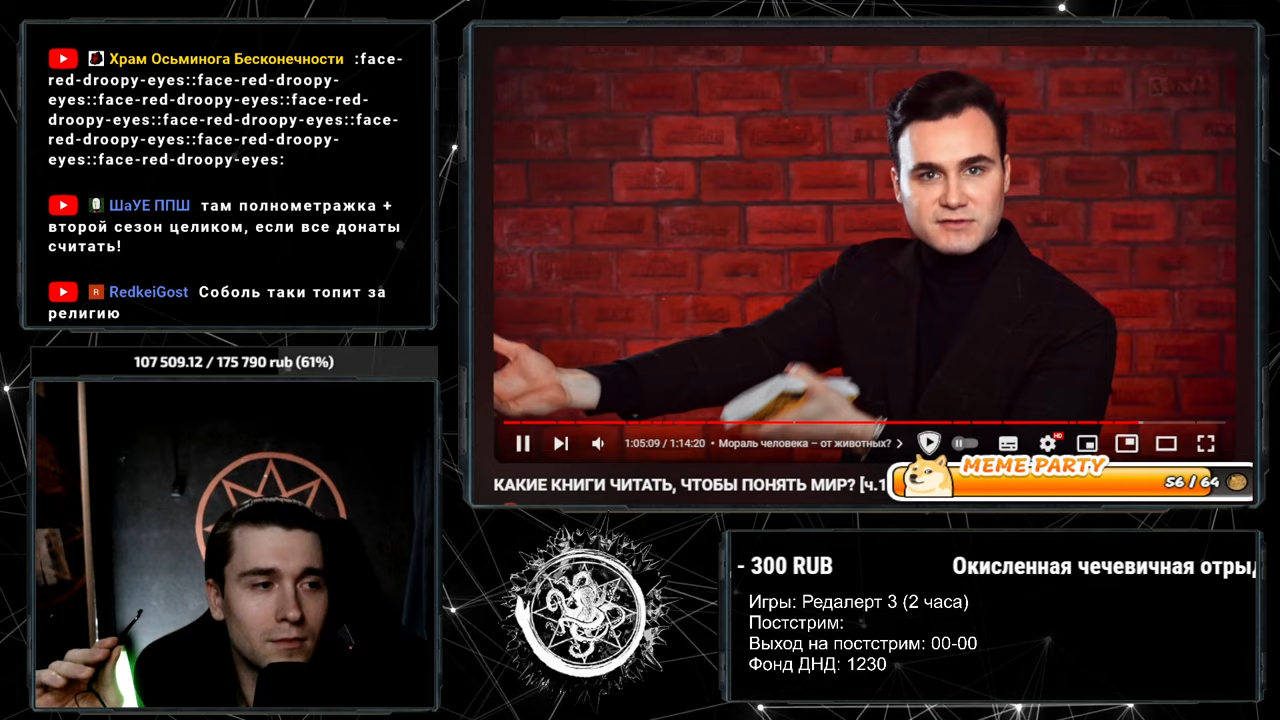 Храм Осьминога Бесконечности :face-
red-droopy-eyes::face-red-droopy-
eyes::face-red-droopy-eyes::face-red-
droopy-eyes::face-red-droopy-eyes::face-
red-droopy-eyes::face-red-droopy-
eyes::face-red-droopy-eyes:
ШаУЕ ППШ там полнометражка +
второй сезон целиком, если все донаты
считать!
R RedkeiGost Соболь таки топит за
религию
107 509.12 / 175 790 rub (61%)
1:05:09 / 1:14:20 • Мораль человека – от животных?
HD
MEME PARTY
56 / 64
КАКИЕ КНИГИ ЧИТАТЬ, ЧТОБЫ ПОНЯТЬ МИР? [ч.1
- 300 RUB Окисленная чечевичная отры
Игры: Редалерт 3 (2 часа)
Постстрим:
Выход на постстрим: 00-00
Фонд ДНД: 1230